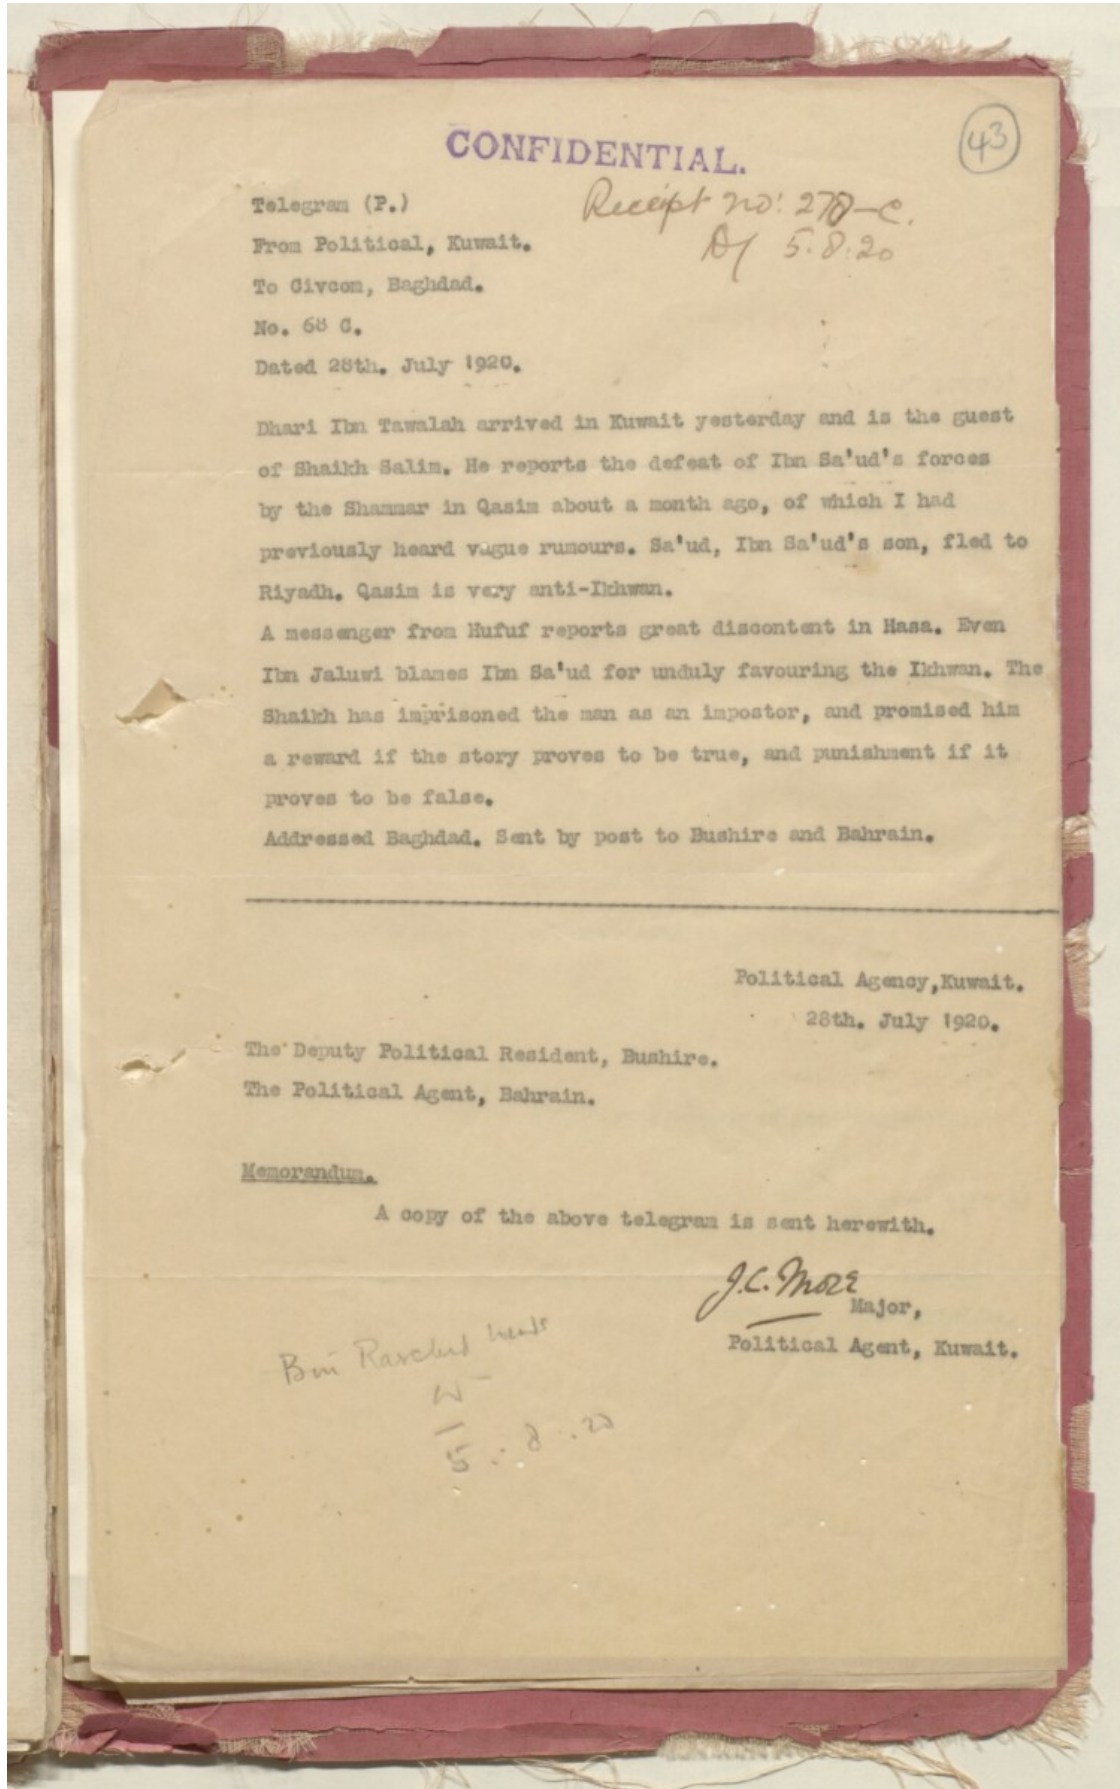 43
CONFIDENTIAL.
Receipt no: 278-C.
D/ 5.8.20
Telegram (P.)
From Political, Kuwait.
To Civcom, Baghdad.
No. 68 C.
Dated 28th. July 1920.
Dhari Ibn Tawalah arrived in Kuwait yesterday and is the guest
of Shaikh Salim. He reports the defeat of Ibn Sa'ud's forces
by the Shammar in Qasim about a month ago, of which I had
previously heard vague rumours. Sa'ud, Ibn Sa'ud's son, fled to
Riyadh. Qasim is very anti-Ikhwan.
A messenger from Hufuf reports great discontent in Hasa. Even
Ibn Jaluwi blames Ibn Sa'ud for unduly favouring the Ikhwan. The
Shaikh has imprisoned the man as an impostor, and promised him
a reward if the story proves to be true, and punishment if it
proves to be false.
Addressed Baghdad. Sent by post to Bushire and Bahrain.
Political Agency,Kuwait.
28th. July 1920.
The Deputy Political Resident, Bushire.
The Political Agent, Bahrain.
Memorandum.
A copy of the above telegram is sent herewith.
J.C. More
Major,
Political Agent, Kuwait.
Bin
5.8.20